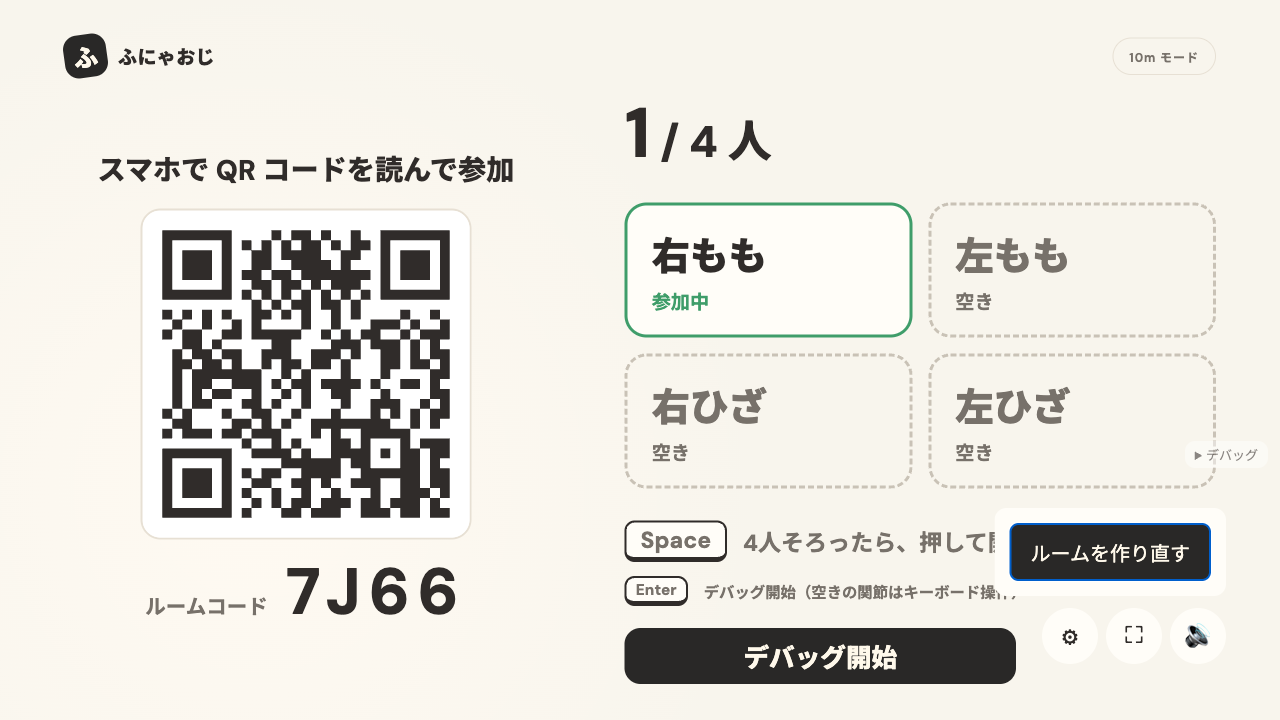 ふ ふにゃおじ
10m モード
スマホで QR コードを読んで参加
ルームコード 7J66
1 / 4 人
右もも
参加中
左もも
空き
右ひざ
空き
左ひざ
空き
デバッグ
Space 4人そろったら、押して
Enter デバッグ開始（空きの関節はキーボード操作）
デバッグ開始
ルームを作り直す